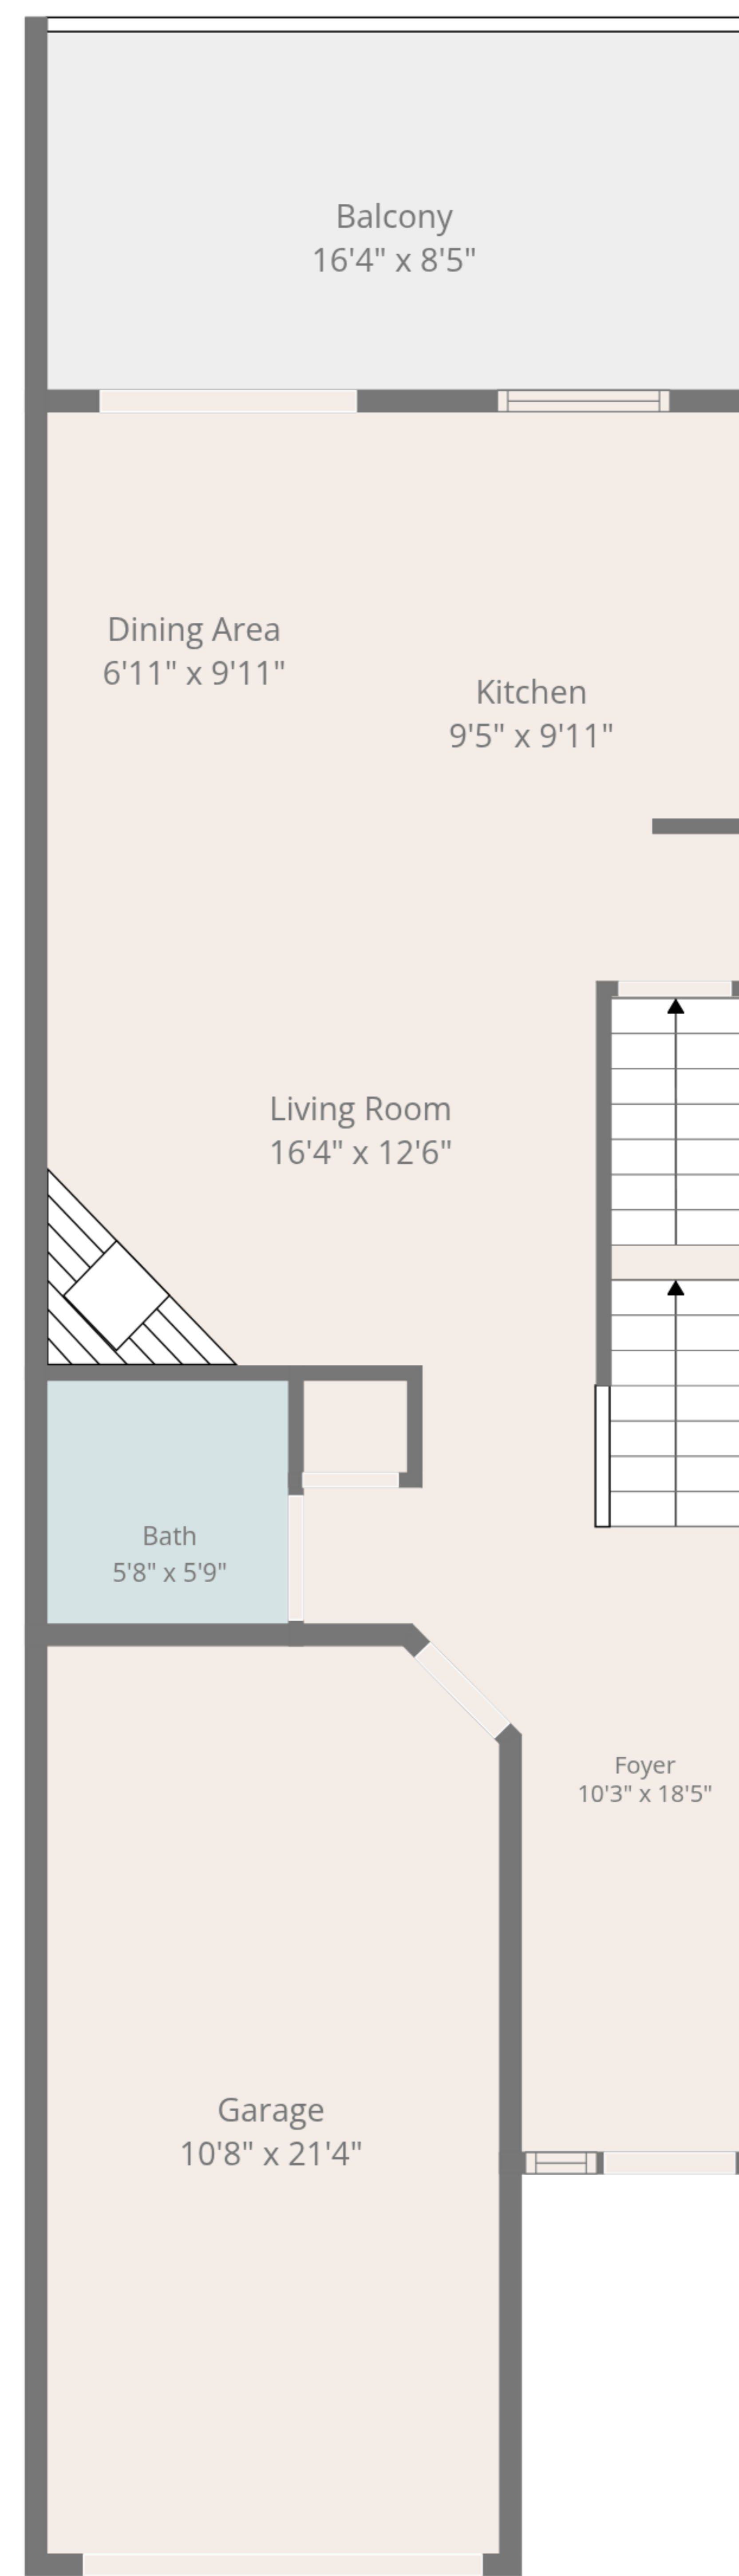 Balcony
16'4" x 8'5"
Dining Area
6'11" x 9'11"
Kitchen
9'5" x 9'11"
Living Room
16'4" x 12'6"
Bath
5'8" x 5'9"
Foyer
10'3" x 18'5"
Garage
10'8" x 21'4"